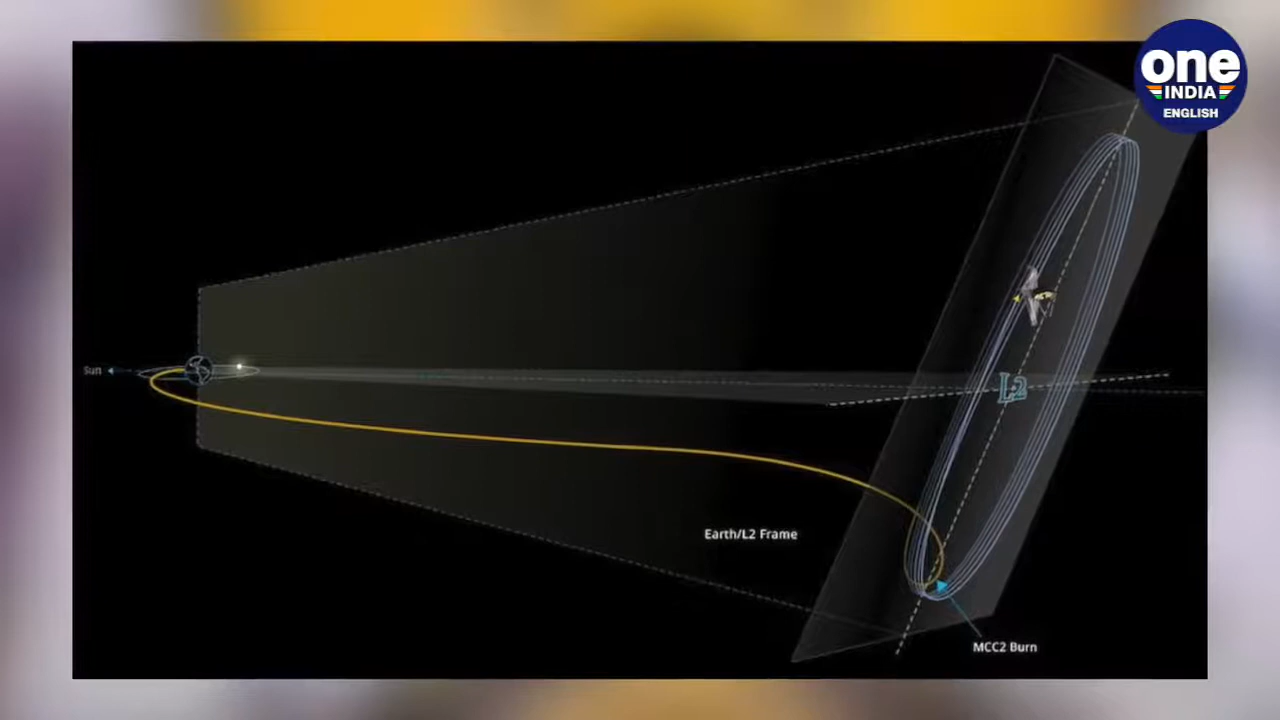 one
INDIA
ENGLISH
Sun
L2
Earth/L2 Frame
MCC2 Burn